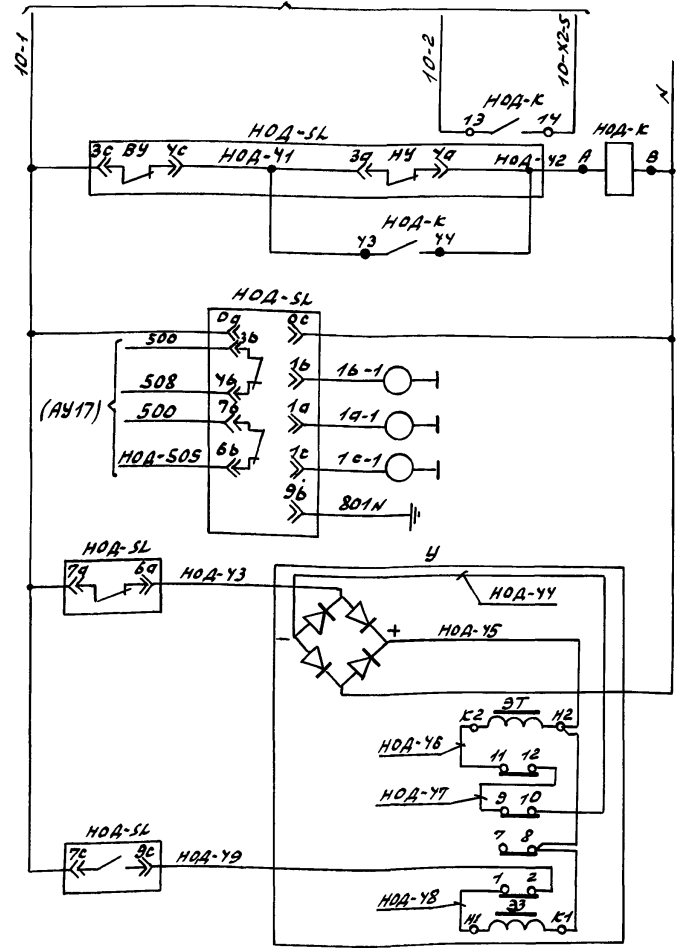 10-1
10-2
10-X2-5
N
НОД-К
13 14
НОД-SL
НОД-К
3c ВУ 4c
НОД-41
3a НУ 4a
НОД-42
A
B
НОД-К
43 44
НОД-SL
0a 0c
500
3b
508
4b
(АУ17)
500
7b
НОД-505
6b
1b 1b-1
1a 1a-1
1c 1c-1
9b 801N
НОД-SL
7a 6a
НОД-43
У
НОД-44
-
+
НОД-45
ЭТ
К2 Н2
НОД-46
11 12
НОД-47
9 10
7 8
НОД-SL
7c 9c
НОД-49
1 2
НОД-48
ЭЗ
Н1 К1